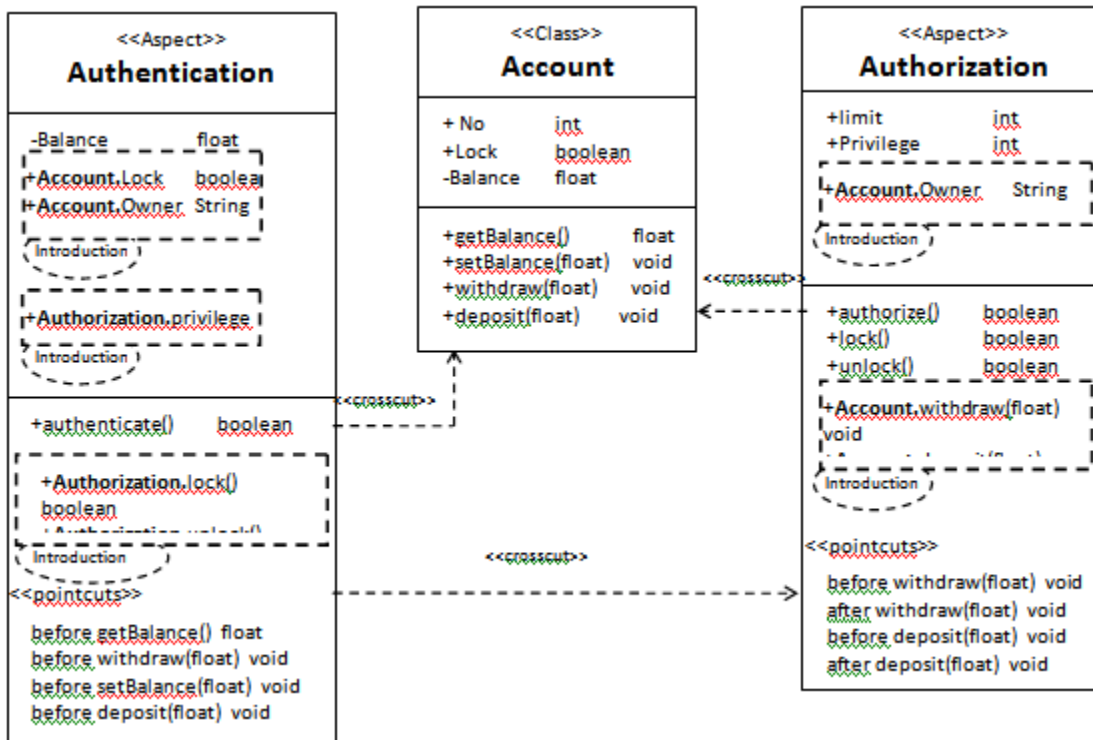 <<Aspect>>
Authentication
-Balance float
+Account.Lock boolea
+Account.Owner String
Introduction
+Authorization.privilege
Introduction
+authenticate() boolean
+Authorization.lock()
boolean
Introduction
<<pointcuts>>
before getBalance() float
before withdraw(float) void
before setBalance(float) void
before deposit(float) void
<<Class>>
Account
+ No int
+Lock boolean
-Balance float
+getBalance() float
+setBalance(float) void
+withdraw(float) void
+deposit(float) void
<<crosscut>>
<<crosscut>>
<<crosscut>>
<<Aspect>>
Authorization
+limit int
+Privilege int
+Account.Owner String
Introduction
+authorize() boolean
+lock() boolean
+unlock() boolean
+Account.withdraw(float)
void
Introduction
<<pointcuts>>
before withdraw(float) void
after withdraw(float) void
before deposit(float) void
after deposit(float) void